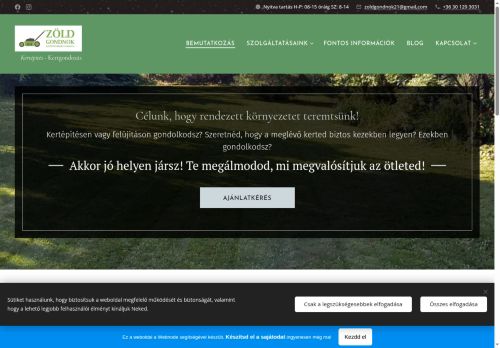 Nyitva tartás H-P: 08-15 óráig SZ: 8-14 zoldgondnok21@gmail.com +36 30 129 3031
ZÖLD
GONDNOK
Kertépítés - Kertgondozás
BEMUTATKOZÁS SZOLGÁLTATÁSAINK FONTOS INFORMÁCIÓK BLOG KAPCSOLAT
Célunk, hogy rendezett környezetet teremtsünk!
Kertépítésen vagy felújításon gondolkodsz? Szeretnéd, hogy a meglévő kerted biztos kezekben legyen? Ezekben
gondolkodsz?
Akkor jó helyen jársz! Te megálmodod, mi megvalósítjuk az ötleted!
AJÁNLATKÉRÉS
Sütiket használunk, hogy biztosítsuk a weboldal megfelelő működését és biztonságát, valamint
hogy a lehető legjobb felhasználói élményt kínáljuk Neked.
Csak a legszükségesebbek elfogadása
Összes elfogadása
Ez a weboldal a Webnode segítségével készült. Készítsd el a sajátodat ingyenesen még ma!
Kezdd el